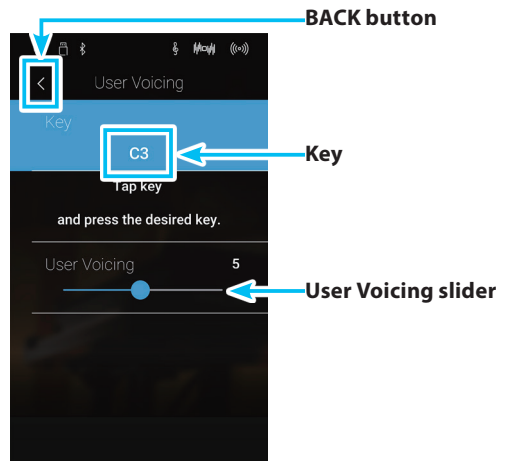 BACK button
User Voicing
Key
C3
Key
Tap key
and press the desired key.
User Voicing 5
User Voicing slider